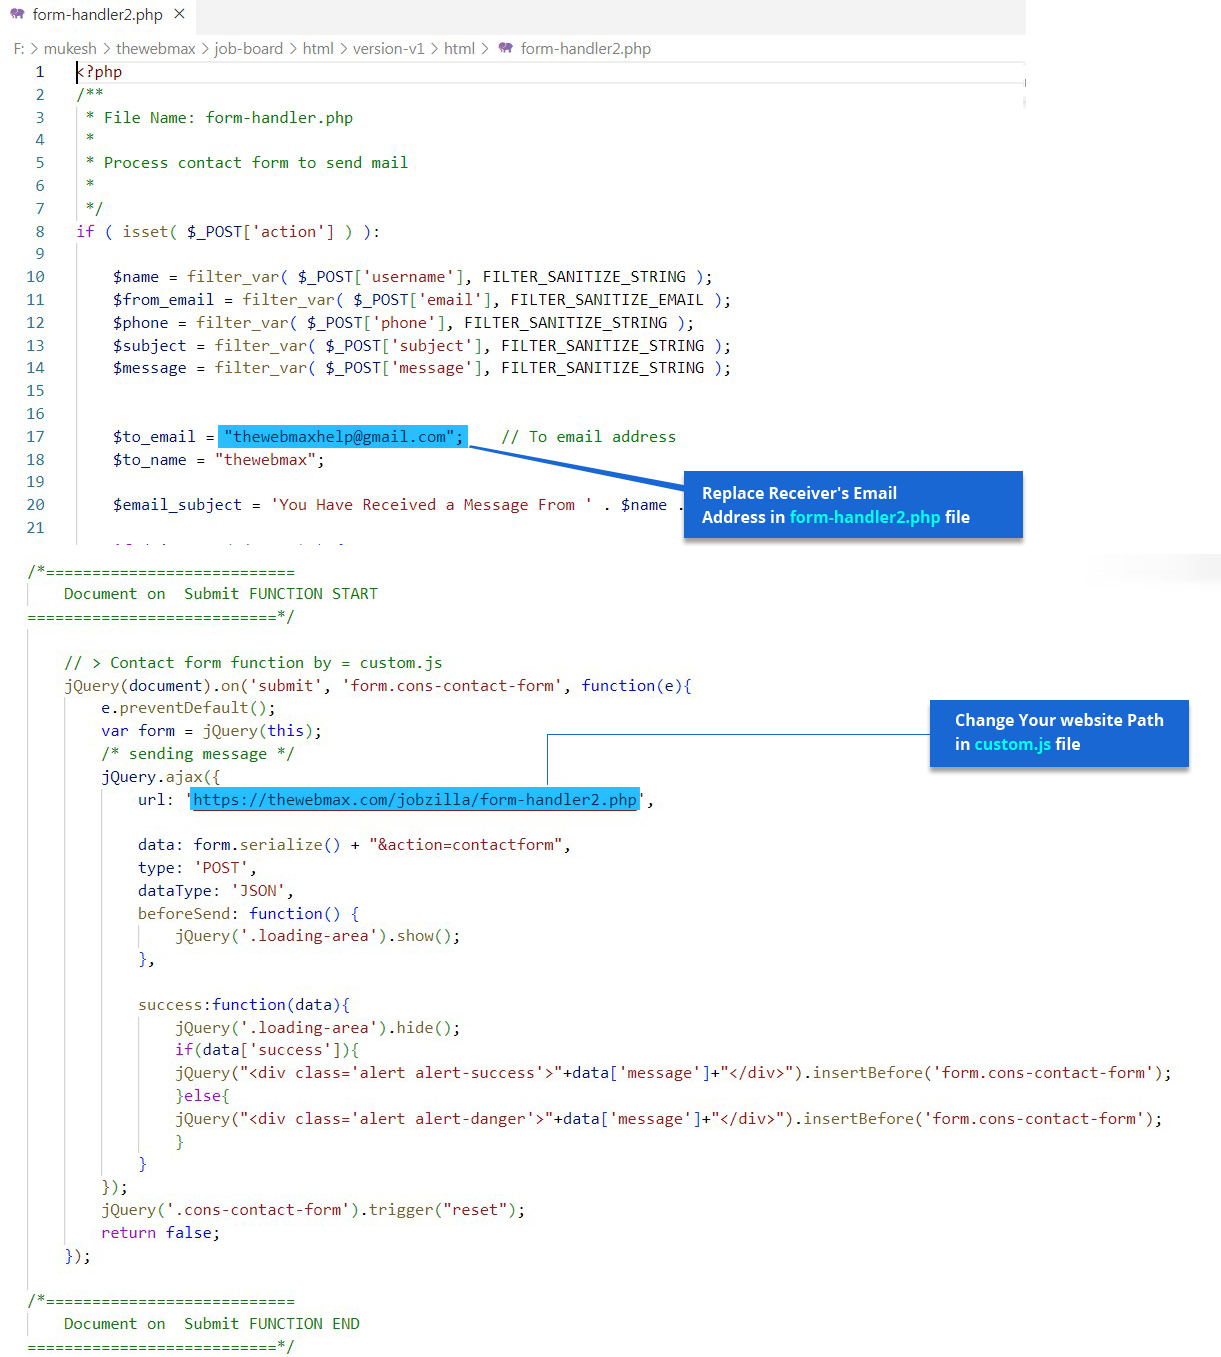 form-handler2.php ×
F: > mukesh > thewebmax > job-board > html > version-v1 > html > form-handler2.php
1 <?php
2 /**
3 * File Name: form-handler.php
4 *
5 * Process contact form to send mail
6 *
7 */
8 if ( isset( $_POST['action'] ) ):
9
10 $name = filter_var( $_POST['username'], FILTER_SANITIZE_STRING );
11 $from_email = filter_var( $_POST['email'], FILTER_SANITIZE_EMAIL );
12 $phone = filter_var( $_POST['phone'], FILTER_SANITIZE_STRING );
13 $subject = filter_var( $_POST['subject'], FILTER_SANITIZE_STRING );
14 $message = filter_var( $_POST['message'], FILTER_SANITIZE_STRING );
15
16
17 $to_email = "thewebmaxhelp@gmail.com"; // To email address
18 $to_name = "thewebmax";
19
20 $email_subject = 'You Have Received a Message From ' . $name .
21
Replace Receiver's Email
Address in form-handler2.php file
/*===========================
Document on  Submit FUNCTION START
===========================*/
// > Contact form function by = custom.js
jQuery(document).on('submit', 'form.cons-contact-form', function(e){
e.preventDefault();
var form = jQuery(this);
/* sending message */
jQuery.ajax({
url: 'https://thewebmax.com/jobzilla/form-handler2.php',
Change Your website Path
in custom.js file
data: form.serialize() + "&action=contactform",
type: 'POST',
dataType: 'JSON',
beforeSend: function() {
jQuery('.loading-area').show();
},
success:function(data){
jQuery('.loading-area').hide();
if(data['success']){
jQuery("<div class='alert alert-success'>"+data['message']+"</div>").insertBefore('form.cons-contact-form');
}else{
jQuery("<div class='alert alert-danger'>"+data['message']+"</div>").insertBefore('form.cons-contact-form');
}
}
});
jQuery('.cons-contact-form').trigger("reset");
return false;
});
/*===========================
Document on  Submit FUNCTION END
===========================*/